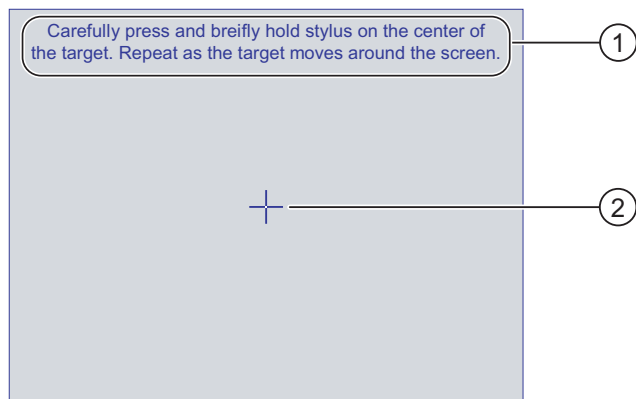 Carefully press and breifly hold stylus on the center of
the target. Repeat as the target moves around the screen.
1
2